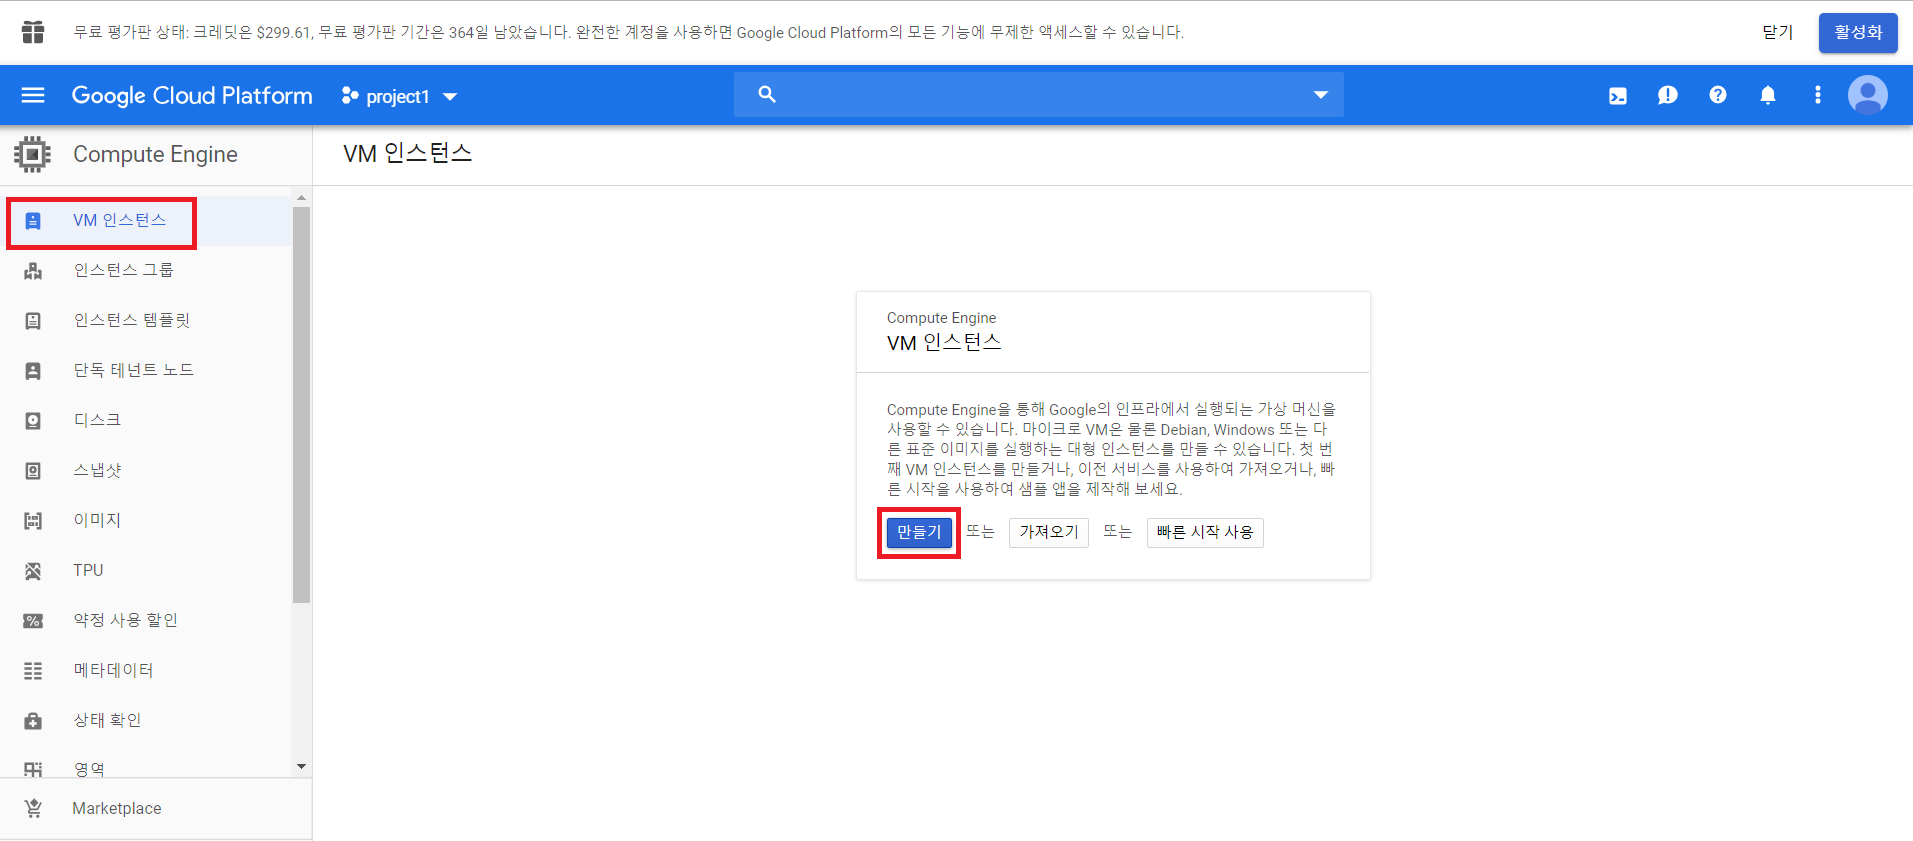 무료 평가판 상태: 크레딧은 $299.61, 무료 평가판 기간은 364일 남았습니다. 완전한 계정을 사용하면 Google Cloud Platform의 모든 기능에 무제한 액세스할 수 있습니다.
닫기
활성화
Google Cloud Platform
project1
Compute Engine
VM 인스턴스
VM 인스턴스
인스턴스 그룹
인스턴스 템플릿
단독 테넌트 노드
디스크
스냅샷
이미지
TPU
약정 사용 할인
메타데이터
상태 확인
영역
Marketplace
Compute Engine
VM 인스턴스
Compute Engine을 통해 Google의 인프라에서 실행되는 가상 머신을
사용할 수 있습니다. 마이크로 VM은 물론 Debian, Windows 또는 다
른 표준 이미지를 실행하는 대형 인스턴스를 만들 수 있습니다. 첫 번
째 VM 인스턴스를 만들거나, 이전 서비스를 사용하여 가져오거나, 빠
른 시작을 사용하여 샘플 앱을 제작해 보세요.
만들기 또는 가져오기 또는 빠른 시작 사용